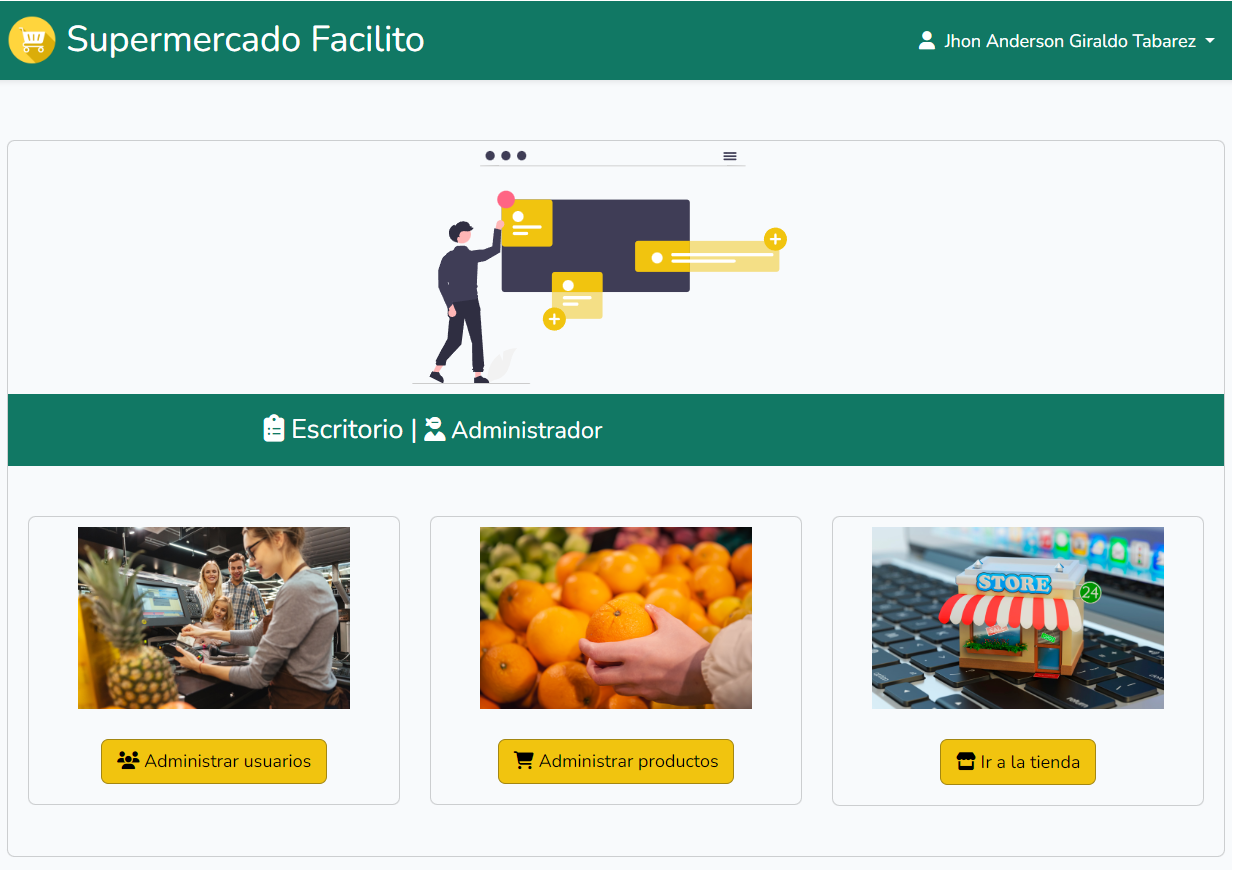 Supermercado Facilito
Jhon Anderson Giraldo Tabarez
Escritorio | Administrador
STORE
24
Administrar usuarios
Administrar productos
Ir a la tienda